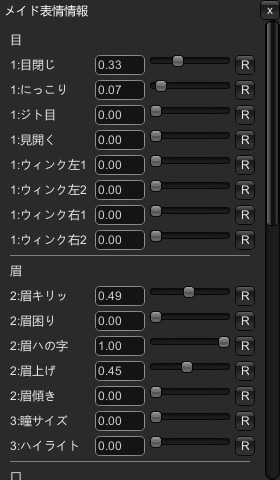 メイド表情情報 x
目
1:目閉じ 0.33 R
1:にっこり 0.07 R
1:ジト目 0.00 R
1:見開く 0.00 R
1:ウィンク左1 0.00 R
1:ウィンク左2 0.00 R
1:ウィンク右1 0.00 R
1:ウィンク右2 0.00 R
眉
2:眉キリッ 0.49 R
2:眉困り 0.00 R
2:眉ハの字 1.00 R
2:眉上げ 0.45 R
2:眉傾き 0.00 R
3:瞳サイズ 0.00 R
3:ハイライト 0.00 R